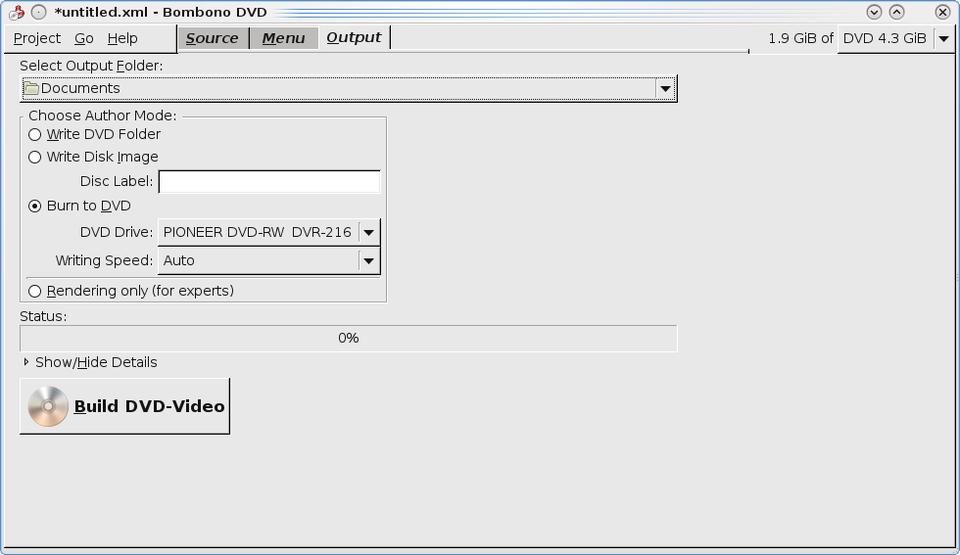 *untitled.xml - Bombono DVD
Project Go Help Source Menu Output 1.9 GiB of DVD 4.3 GiB
Select Output Folder:
Documents
Choose Author Mode:
Write DVD Folder
Write Disk Image
Disc Label:
Burn to DVD
DVD Drive: PIONEER DVD-RW DVR-216
Writing Speed: Auto
Rendering only (for experts)
Status:
0%
Show/Hide Details
Build DVD-Video